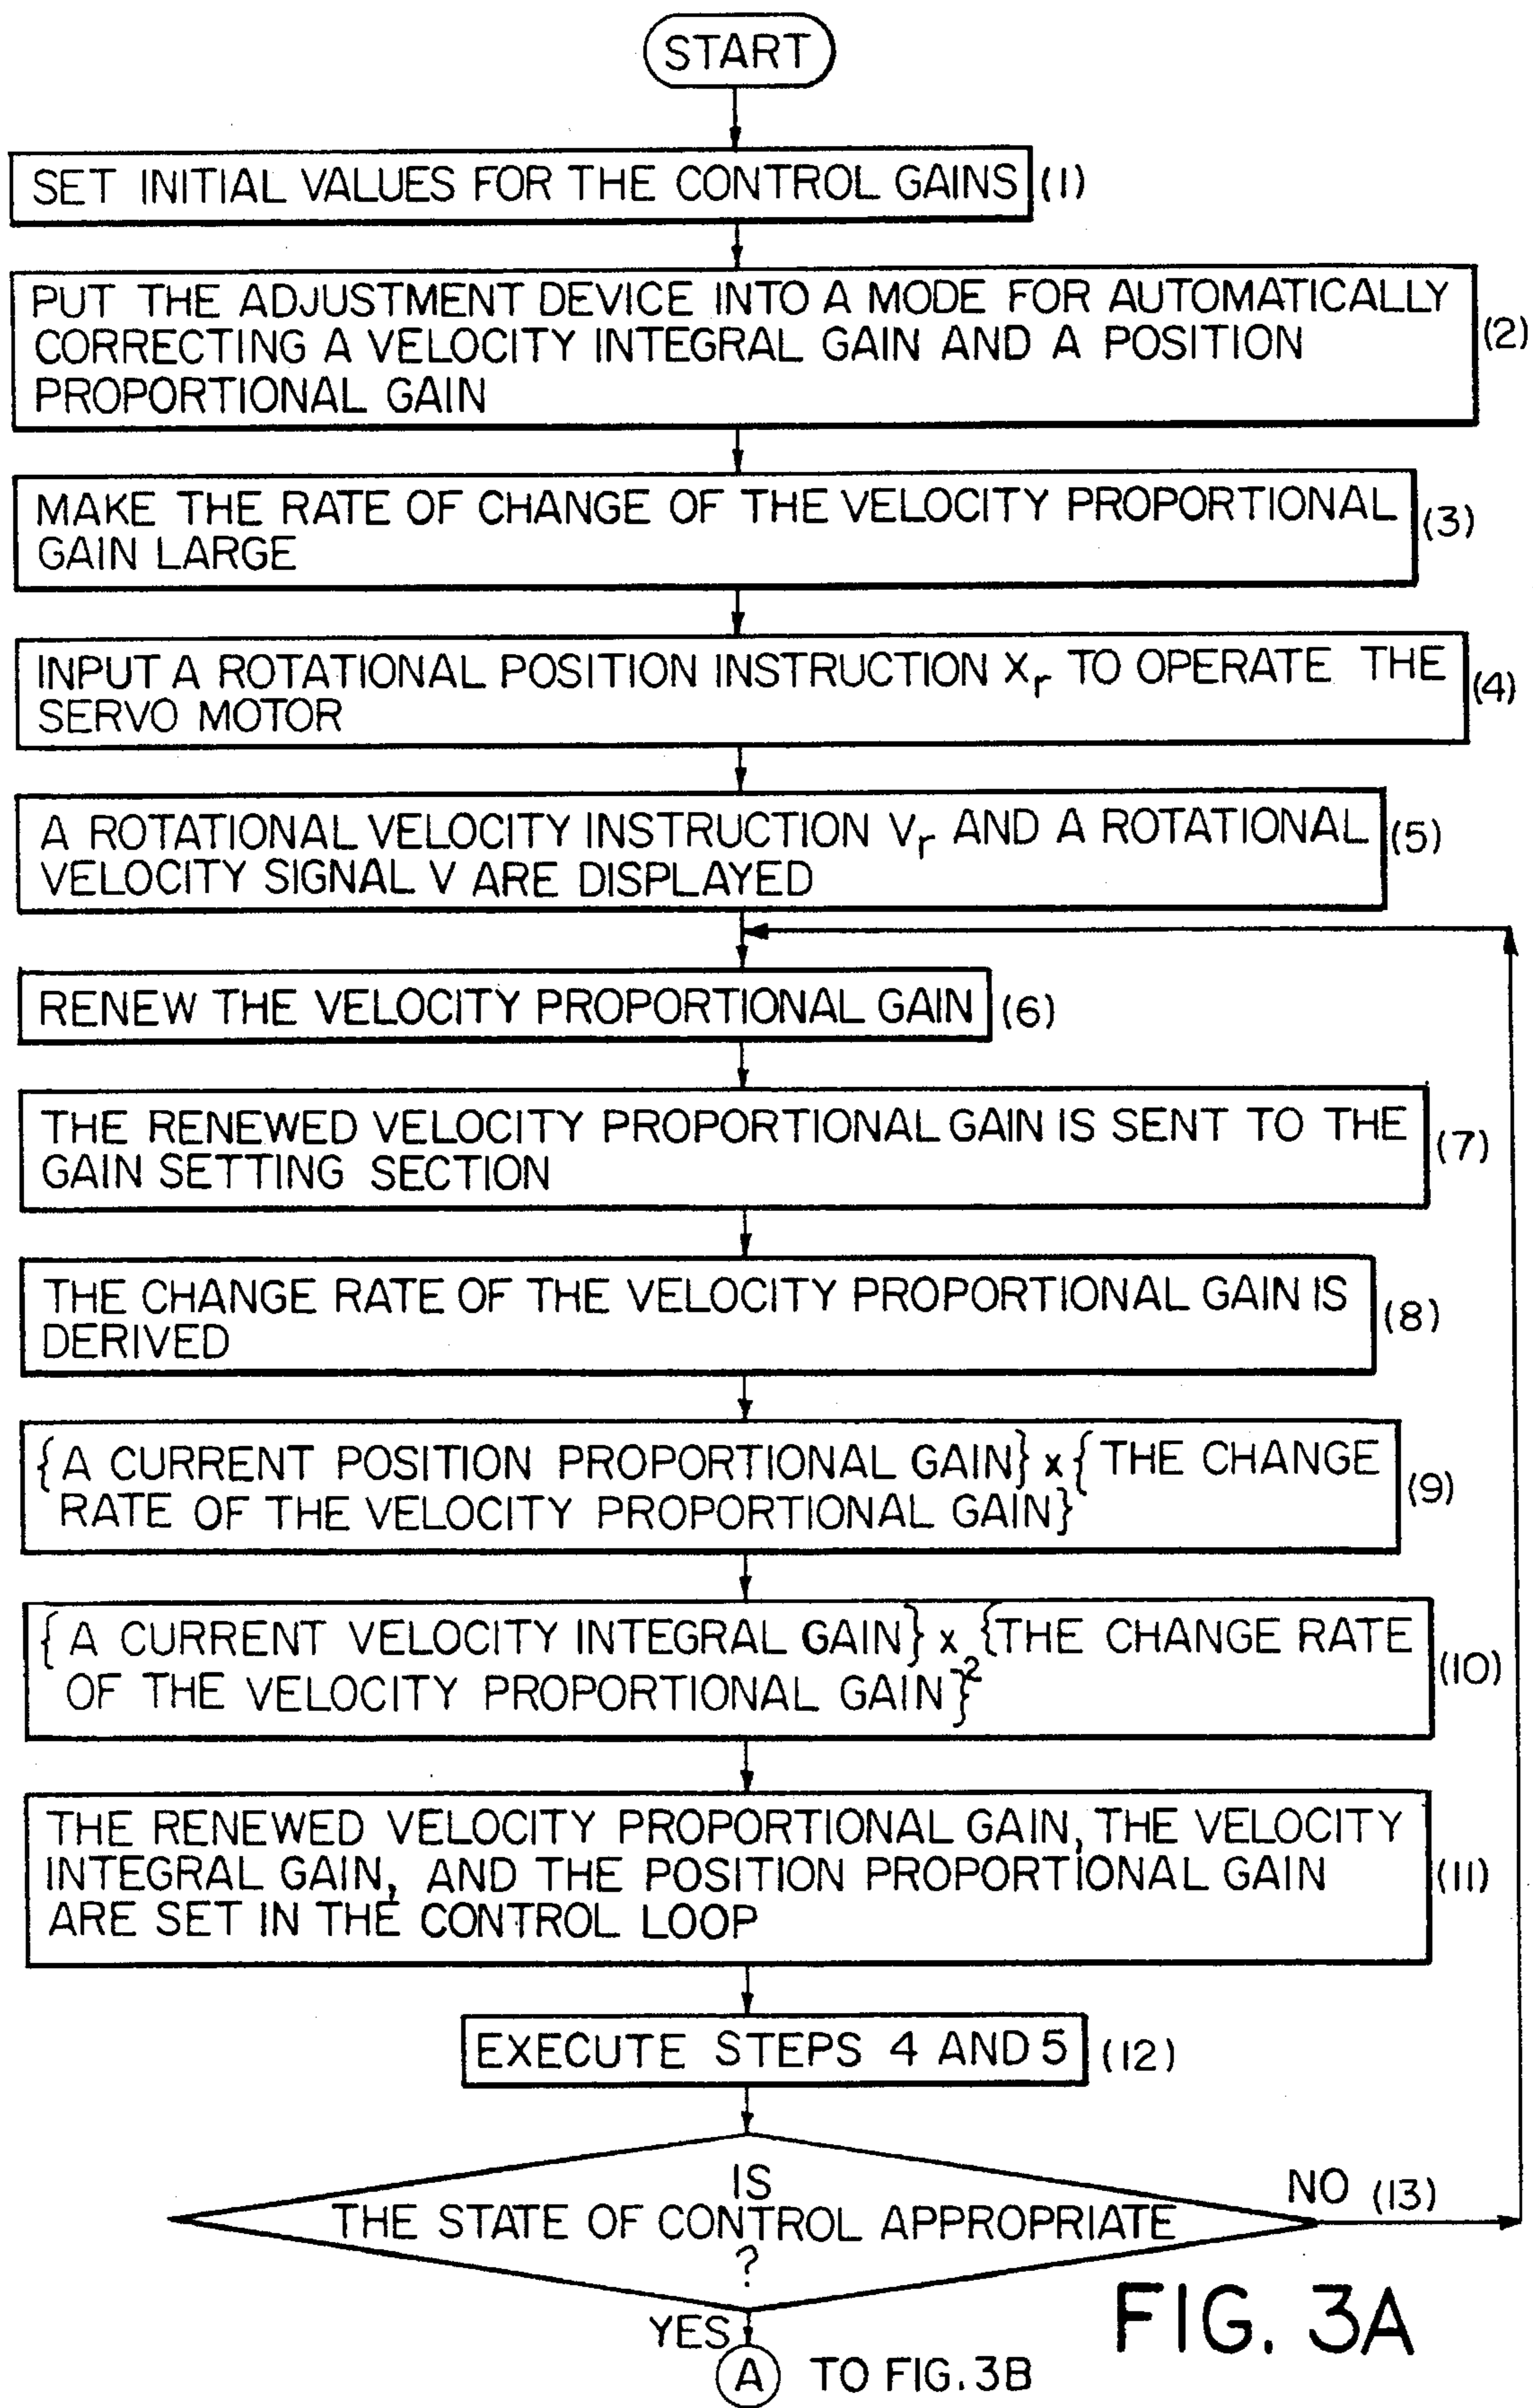 START
SET INITIAL VALUES FOR THE CONTROL GAINS (1)
PUT THE ADJUSTMENT DEVICE INTO A MODE FOR AUTOMATICALLY
CORRECTING A VELOCITY INTEGRAL GAIN AND A POSITION
PROPORTIONAL GAIN
(2)
MAKE THE RATE OF CHANGE OF THE VELOCITY PROPORTIONAL
GAIN LARGE
(3)
INPUT A ROTATIONAL POSITION INSTRUCTION Xr TO OPERATE THE
SERVO MOTOR
(4)
A ROTATIONAL VELOCITY INSTRUCTION Vr AND A ROTATIONAL
VELOCITY SIGNAL V ARE DISPLAYED
(5)
RENEW THE VELOCITY PROPORTIONAL GAIN (6)
THE RENEWED VELOCITY PROPORTIONAL GAIN IS SENT TO THE
GAIN SETTING SECTION
(7)
THE CHANGE RATE OF THE VELOCITY PROPORTIONAL GAIN IS
DERIVED
(8)
{A CURRENT POSITION PROPORTIONAL GAIN} x {THE CHANGE
RATE OF THE VELOCITY PROPORTIONAL GAIN}
(9)
{A CURRENT VELOCITY INTEGRAL GAIN} x {THE CHANGE RATE
OF THE VELOCITY PROPORTIONAL GAIN}²
(10)
THE RENEWED VELOCITY PROPORTIONAL GAIN, THE VELOCITY
INTEGRAL GAIN, AND THE POSITION PROPORTIONAL GAIN
ARE SET IN THE CONTROL LOOP
(11)
EXECUTE STEPS 4 AND 5 (12)
IS
THE STATE OF CONTROL APPROPRIATE
?
NO (13)
YES
A TO FIG. 3B
FIG. 3A